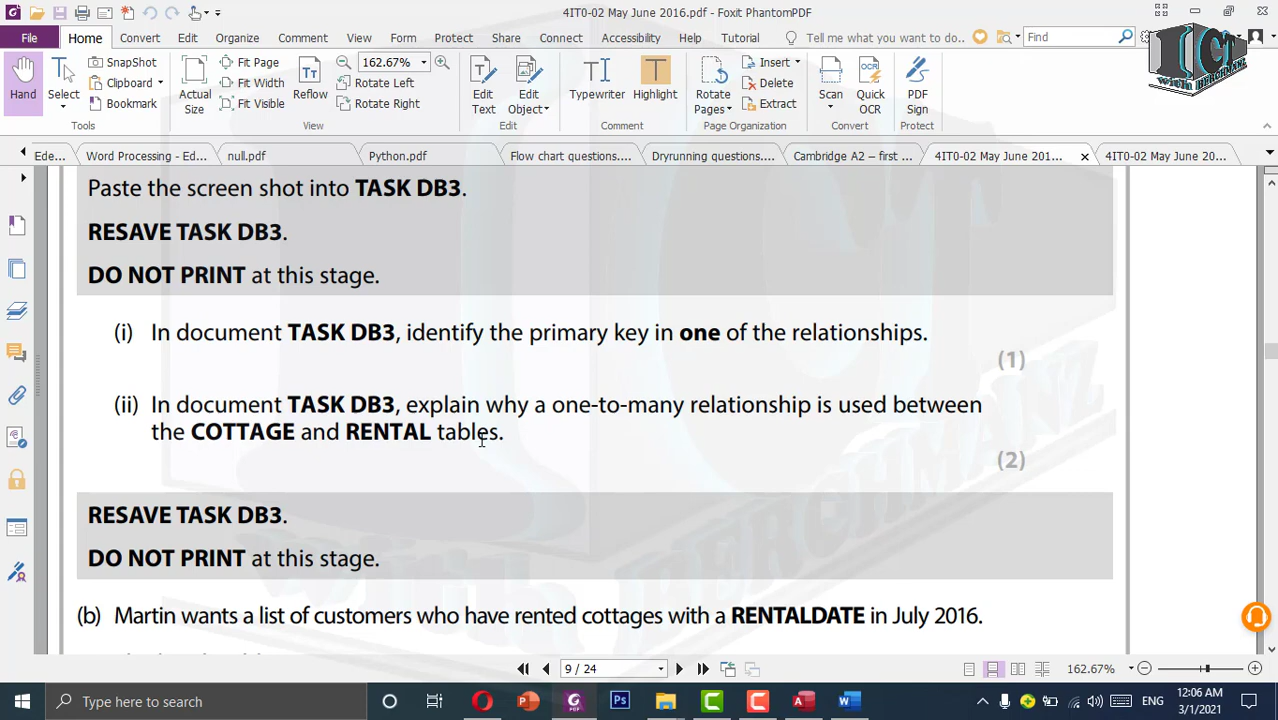 4IT0-02 May June 2016.pdf - Foxit PhantomPDF
File Home Convert Edit Organize Comment View Form Protect Share Connect Accessibility Help Tutorial Tell me what you want to do... Find
Hand Select SnapShot Clipboard Bookmark
Actual Size Fit Page Fit Width Fit Visible Reflow 162.67% Rotate Left Rotate Right
Edit Text Edit Object Typewriter Highlight Rotate Pages Insert Delete Extract Scan Quick OCR PDF Sign
Tools View Edit Comment Page Organization Convert Protect
ICT
With BERCHMANZ
Ede... Word Processing - Ed... null.pdf Python.pdf Flow chart questions.... Dryrunning questions.... Cambridge A2 – first ... 4IT0-02 May June 201... 4IT0-02 May June 20...
Paste the screen shot into TASK DB3.
RESAVE TASK DB3.
DO NOT PRINT at this stage.
(i) In document TASK DB3, identify the primary key in one of the relationships.
(1)
(ii) In document TASK DB3, explain why a one-to-many relationship is used between
the COTTAGE and RENTAL tables.
(2)
RESAVE TASK DB3.
DO NOT PRINT at this stage.
(b) Martin wants a list of customers who have rented cottages with a RENTALDATE in July 2016.
9 / 24 162.67%
Type here to search
ENG
12:06 AM
3/1/2021